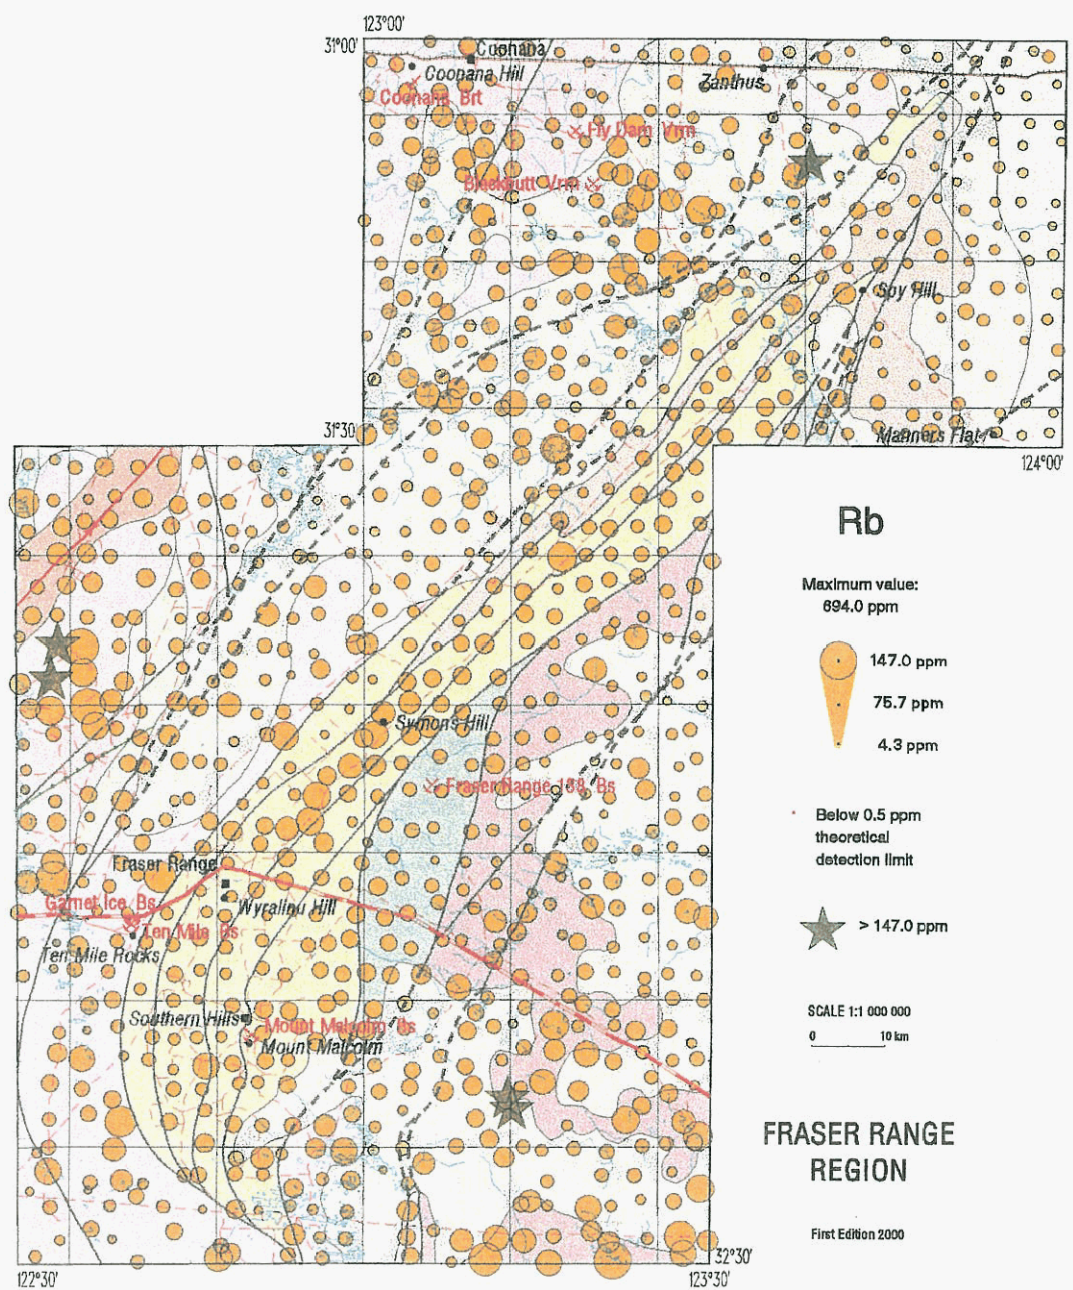 123°00'
31°00'
Coonana
Coonana Hill
Zanthus
Coonana Brt
Fly Dam Vrm
Blackbutt Vrm
Soy Hill
31°30'
Manners Flat
124°00'
Rb
Maximum value:
694.0 ppm
147.0 ppm
75.7 ppm
4.3 ppm
Symons Hill
Fraser Range 188 Bs
Below 0.5 ppm
theoretical
detection limit
Fraser Range
Wyralinu Hill
Garnet Ice Bs
Ten Mile Bs
Ten Mile Rocks
> 147.0 ppm
SCALE 1:1 000 000
0 10 km
Southern Hills
Mount Malcolm Bs
Mount Malcolm
FRASER RANGE
REGION
First Edition 2000
32°30'
122°30'
123°30'